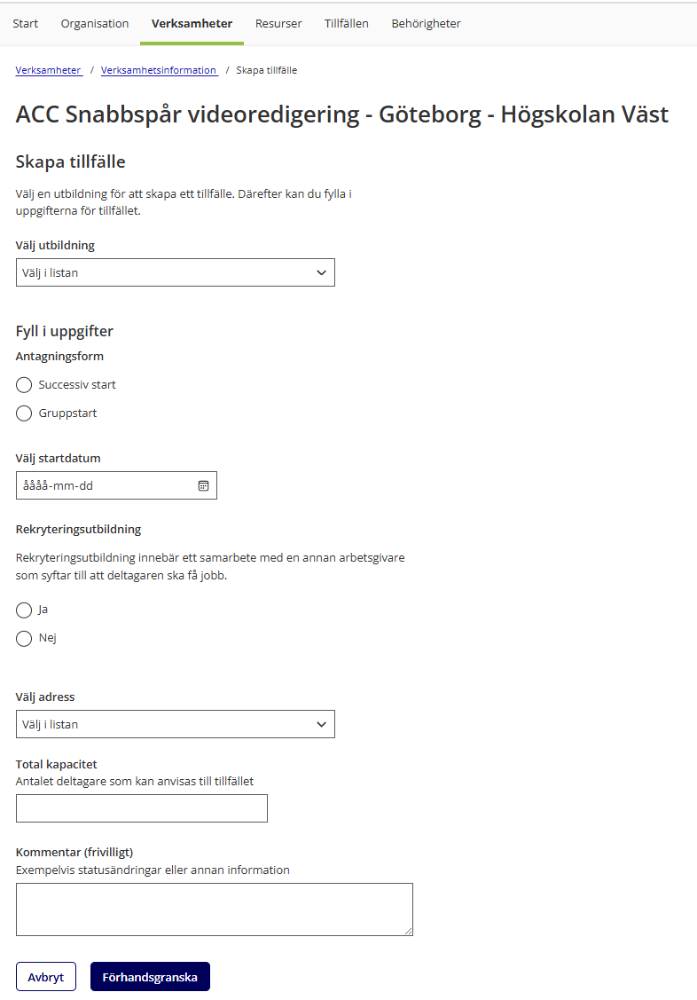 Start Organisation Verksamheter Resurser Tillfällen Behörigheter
Verksamheter / Verksamhetsinformation / Skapa tillfälle
ACC Snabbspår videoredigering - Göteborg - Högskolan Väst
Skapa tillfälle
Välj en utbildning för att skapa ett tillfälle. Därefter kan du fylla i
uppgifterna för tillfället.
Välj utbildning
Välj i listan
Fyll i uppgifter
Antagningsform
Successiv start
Gruppstart
Välj startdatum
åååå-mm-dd
Rekryteringsutbildning
Rekryteringsutbildning innebär ett samarbete med en annan arbetsgivare
som syftar till att deltagaren ska få jobb.
Ja
Nej
Välj adress
Välj i listan
Total kapacitet
Antalet deltagare som kan anvisas till tillfället
Kommentar (frivilligt)
Exempelvis statusändringar eller annan information
Avbryt Förhandsgranska